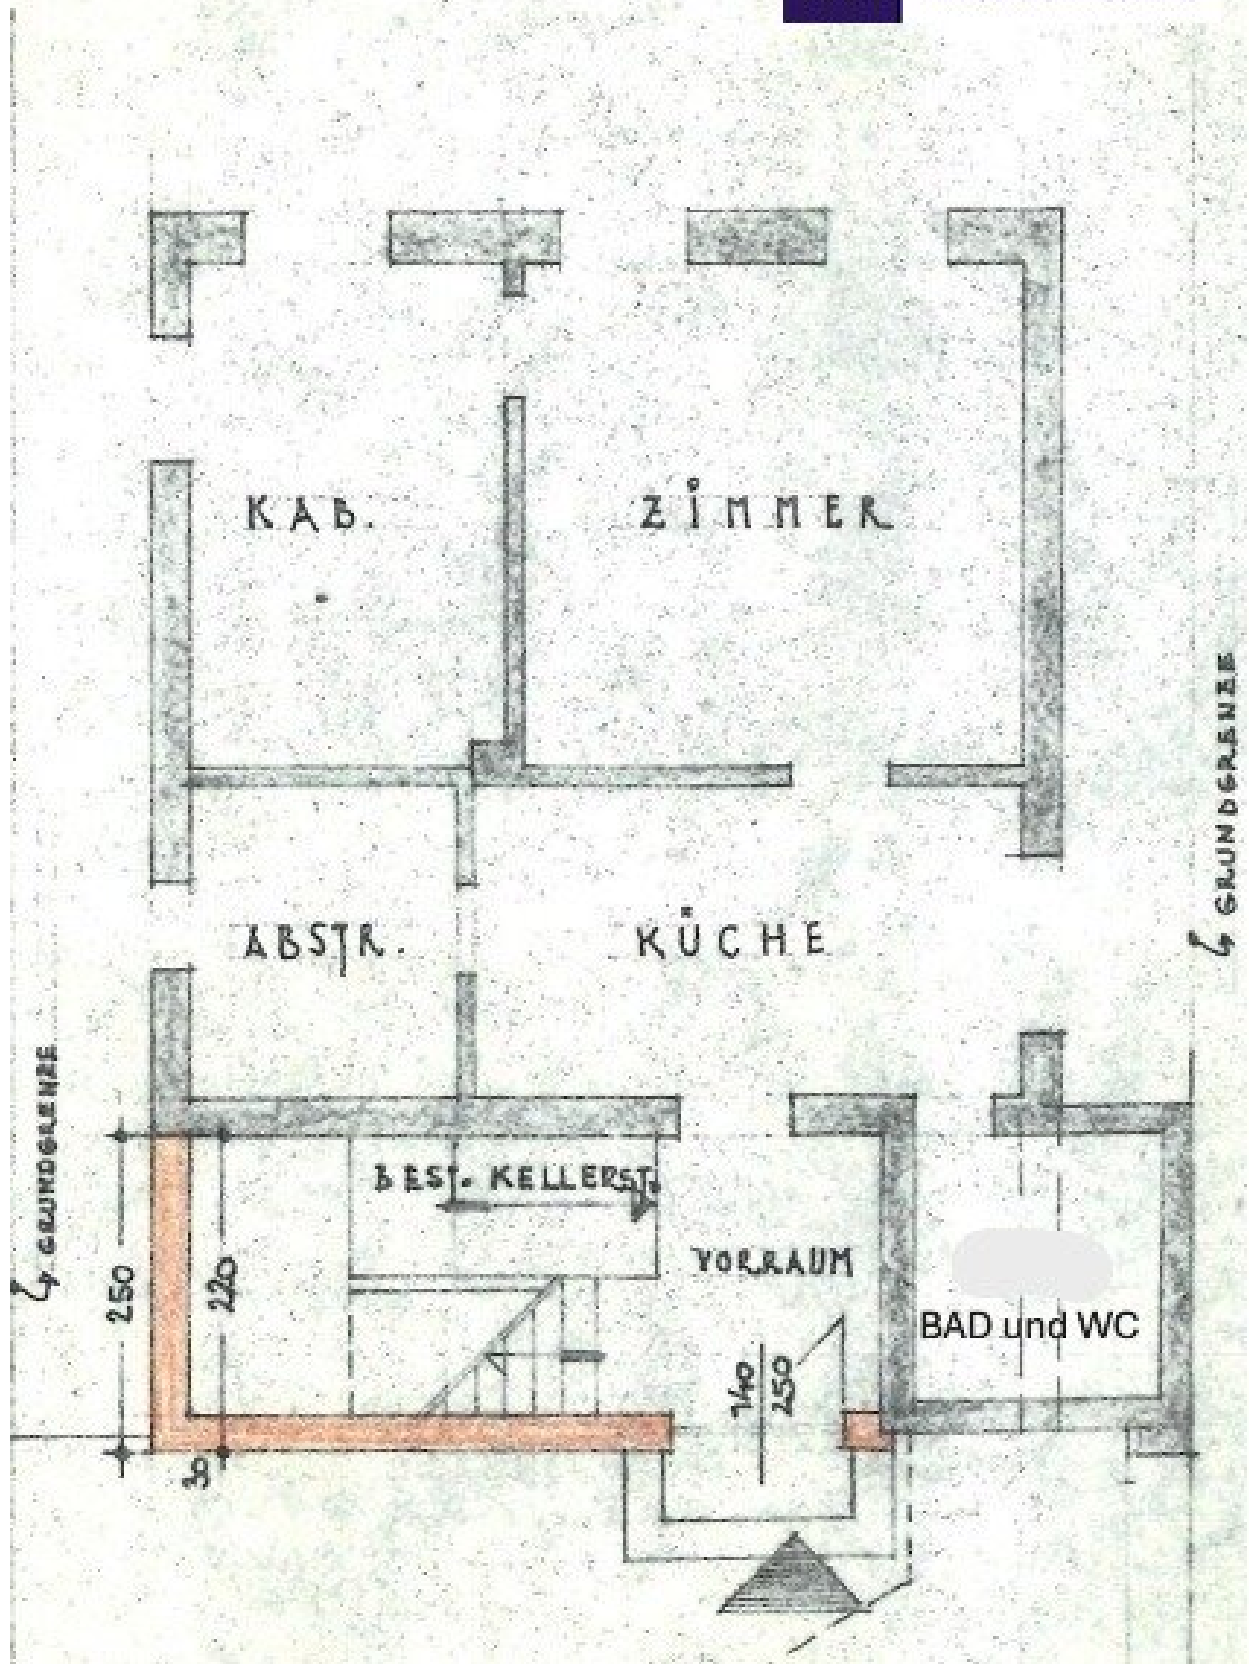 KAB.
ZIMMER
GRUNDGRENZE
ABSTR.
KÜCHE
GRUNDGRENZE
BEST. KELLERST.
VORRAUM
250
220
BAD und WC
140
250
30